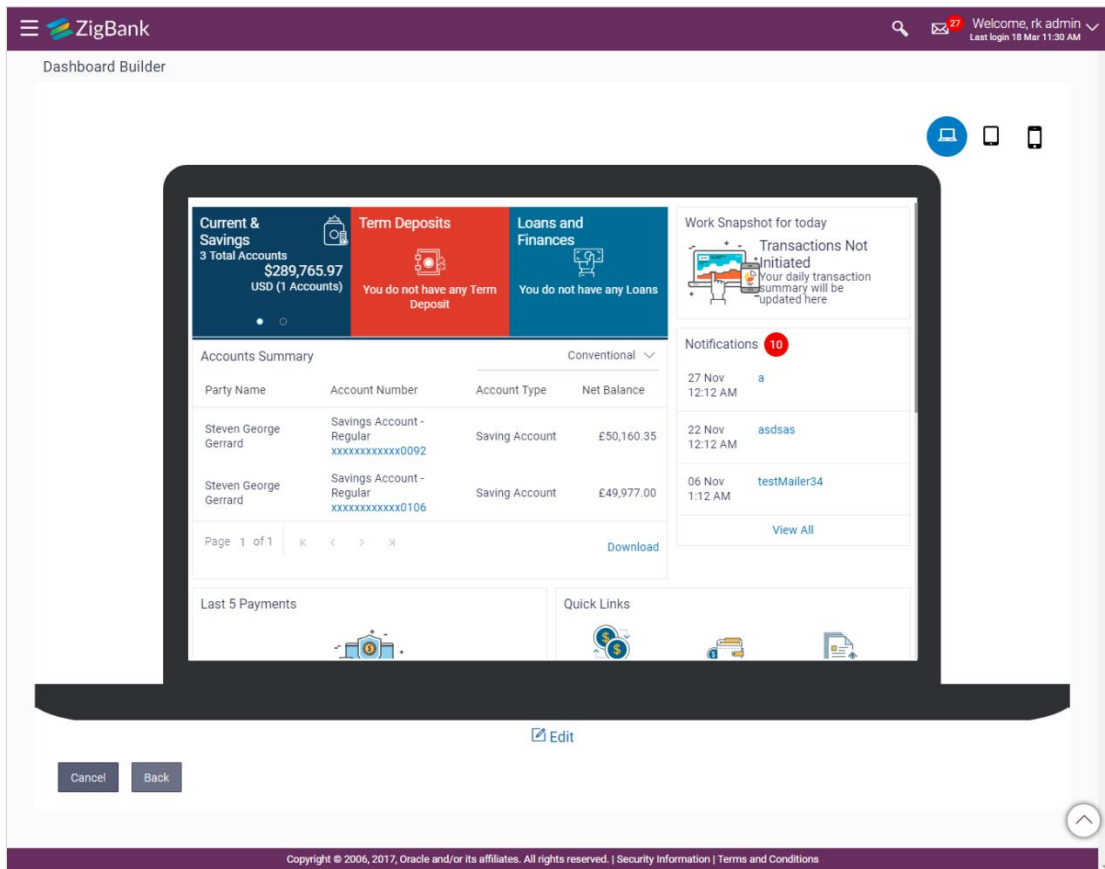 ZigBank
27
Welcome, rk admin
Last login 18 Mar 11:30 AM
Dashboard Builder
Current &
Savings
3 Total Accounts
$289,765.97
USD (1 Accounts)
Term Deposits
You do not have any Term
Deposit
Loans and
Finances
You do not have any Loans
Work Snapshot for today
Transactions Not
Initiated
Your daily transaction
summary will be
updated here
Accounts Summary
Conventional
Party Name Account Number Account Type Net Balance
Steven George
Gerrard
Savings Account -
Regular
xxxxxxxxxxxx0092
Saving Account
£50,160.35
Steven George
Gerrard
Savings Account -
Regular
xxxxxxxxxxxx0106
Saving Account
£49,977.00
Page 1 of 1
Download
Notifications 10
27 Nov
12:12 AM
a
22 Nov
12:12 AM
asdsas
06 Nov
1:12 AM
testMailer34
View All
Last 5 Payments
Quick Links
Edit
Cancel
Back
Copyright © 2006, 2017, Oracle and/or its affiliates. All rights reserved. | Security Information | Terms and Conditions